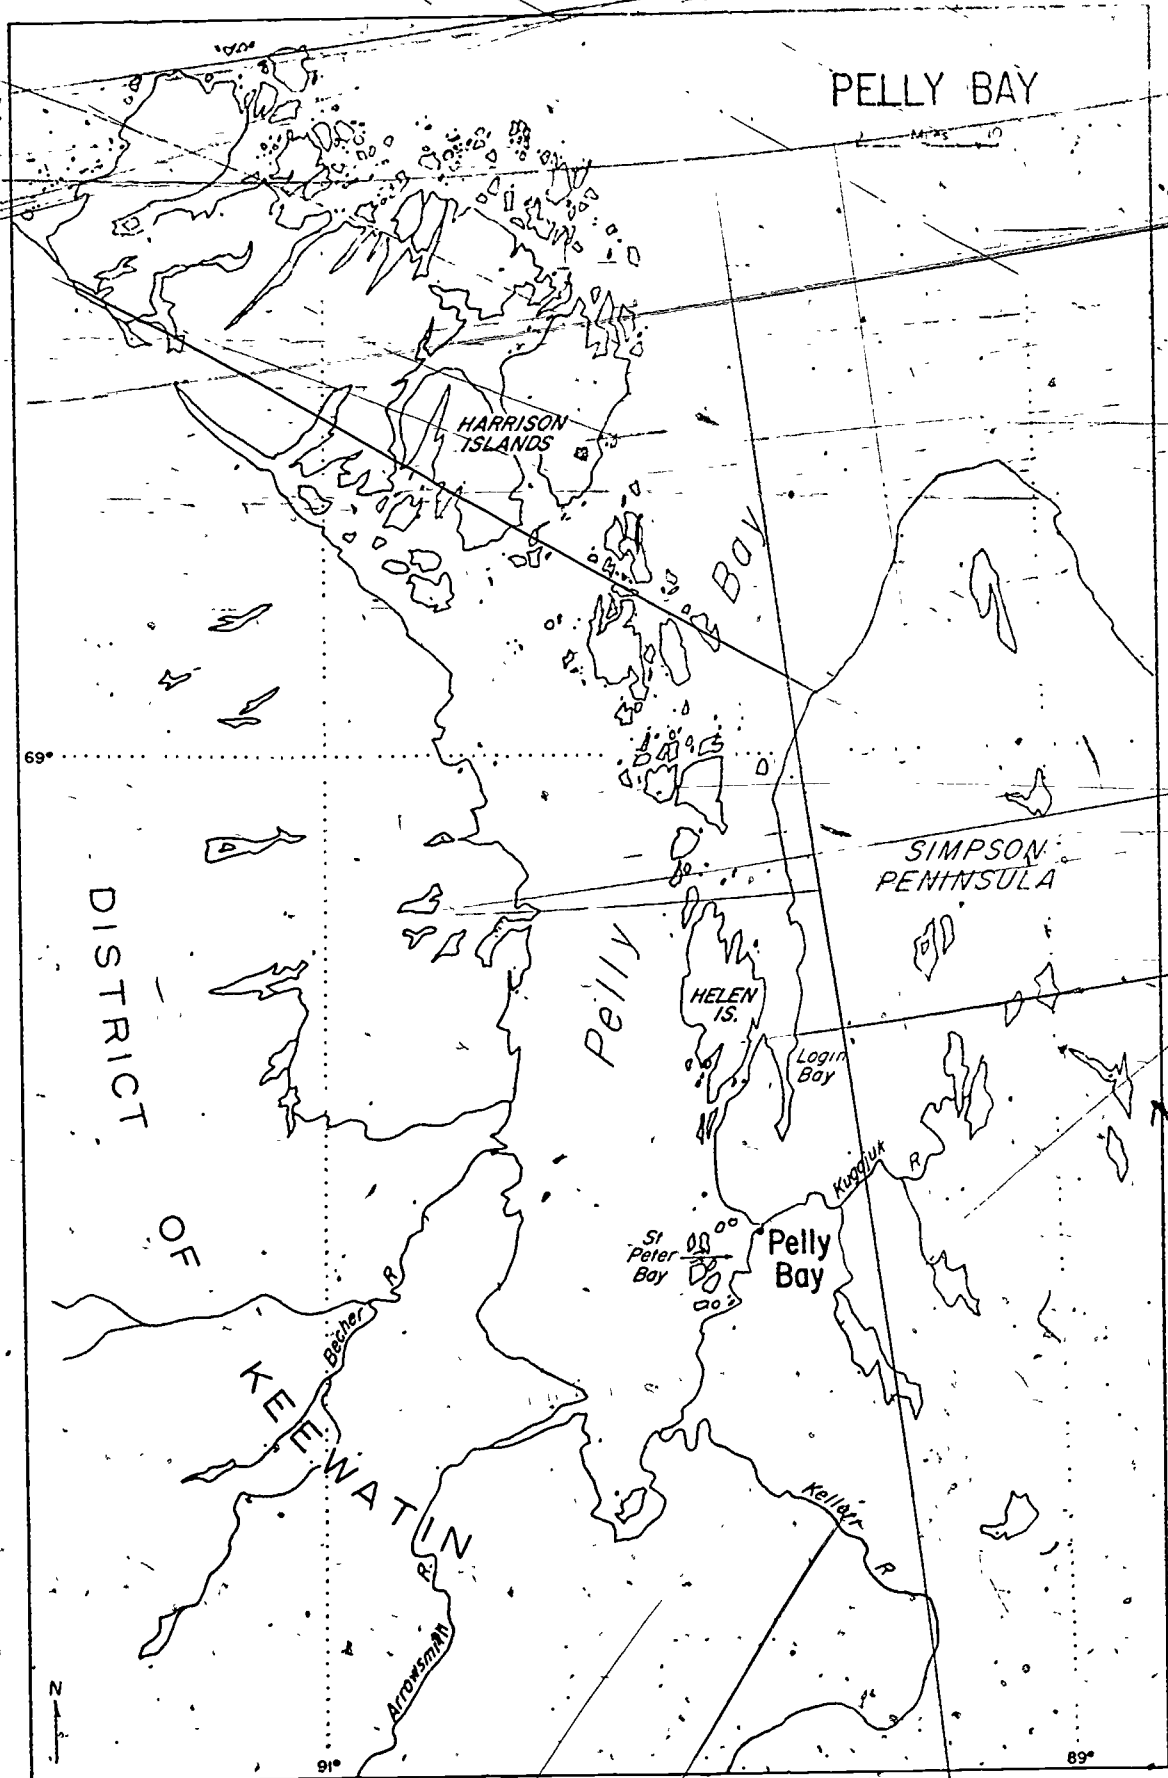 PELLY BAY
Miles
HARRISON
ISLANDS
Pelly Bay
69°
SIMPSON
PENINSULA
DISTRICT
OF
KEEWATIN
HELEN
IS.
Login
Bay
Kugajuk R
St
Peter
Bay
Pelly
Bay
Becher R
Kellett R
Arrowsmith R.
N
91°
89°